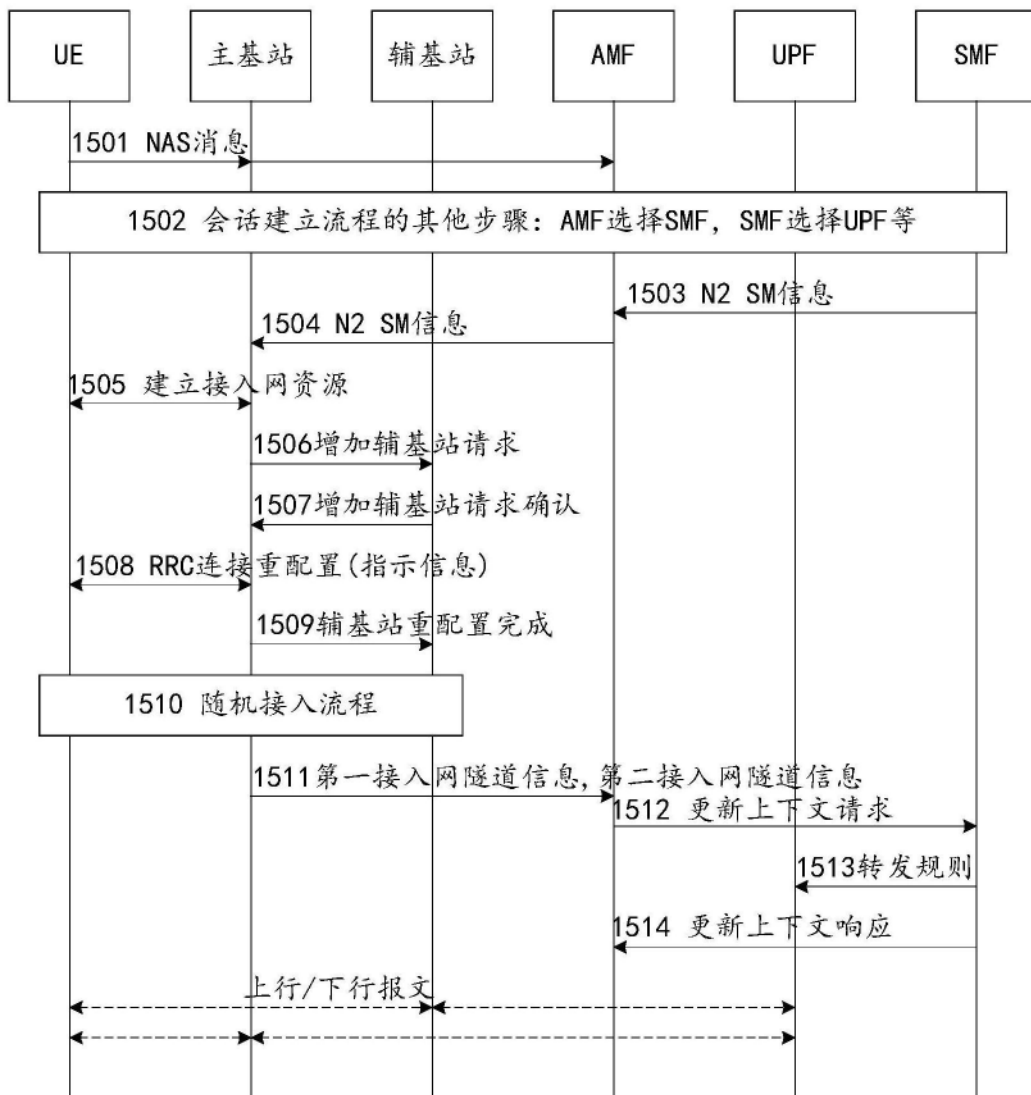 UE 主基站 辅基站 AMF UPF SMF
1501 NAS消息
1502 会话建立流程的其他步骤：AMF选择SMF，SMF选择UPF等
1503 N2 SM信息
1504 N2 SM信息
1505 建立接入网资源
1506增加辅基站请求
1507增加辅基站请求确认
1508 RRC连接重配置(指示信息)
1509辅基站重配置完成
1510 随机接入流程
1511第一接入网隧道信息,第二接入网隧道信息
1512 更新上下文请求
1513转发规则
1514 更新上下文响应
上行/下行报文